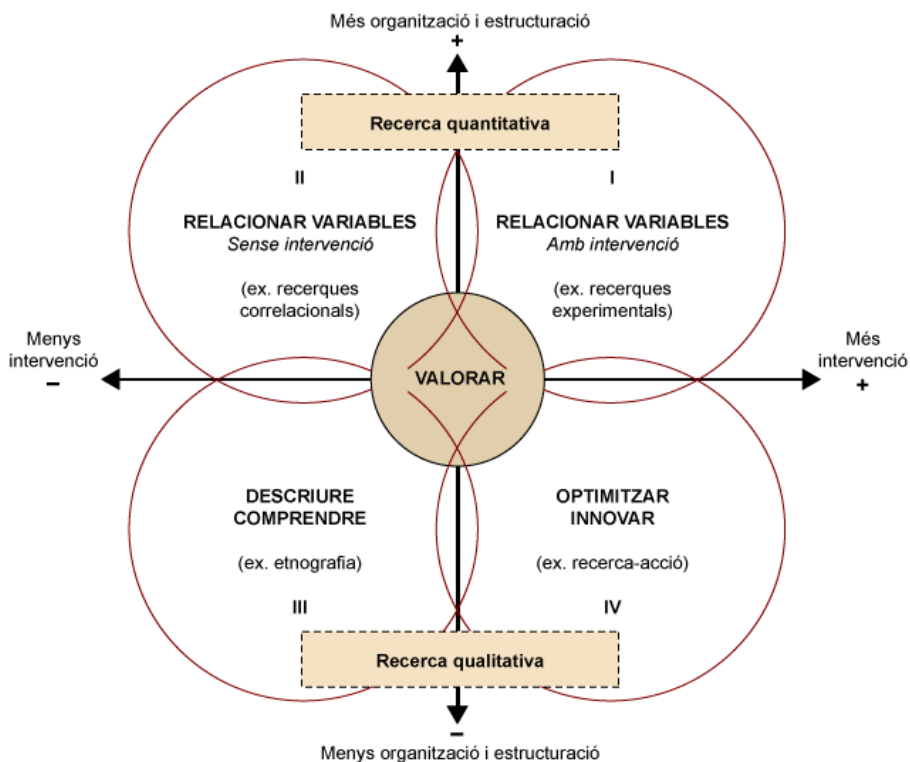 Més organització i estructuració
+
Recerca quantitativa
II
RELACIONAR VARIABLES
Sense intervenció
(ex. recerques
correlacionals)
I
RELACIONAR VARIABLES
Amb intervenció
(ex. recerques
experimentals)
Menys
intervenció
–
VALORAR
Més
intervenció
+
DESCRIURE
COMPRENDRE
(ex. etnografia)
III
OPTIMITZAR
INNOVAR
(ex. recerca-acció)
IV
Recerca qualitativa
–
Menys organització i estructuració